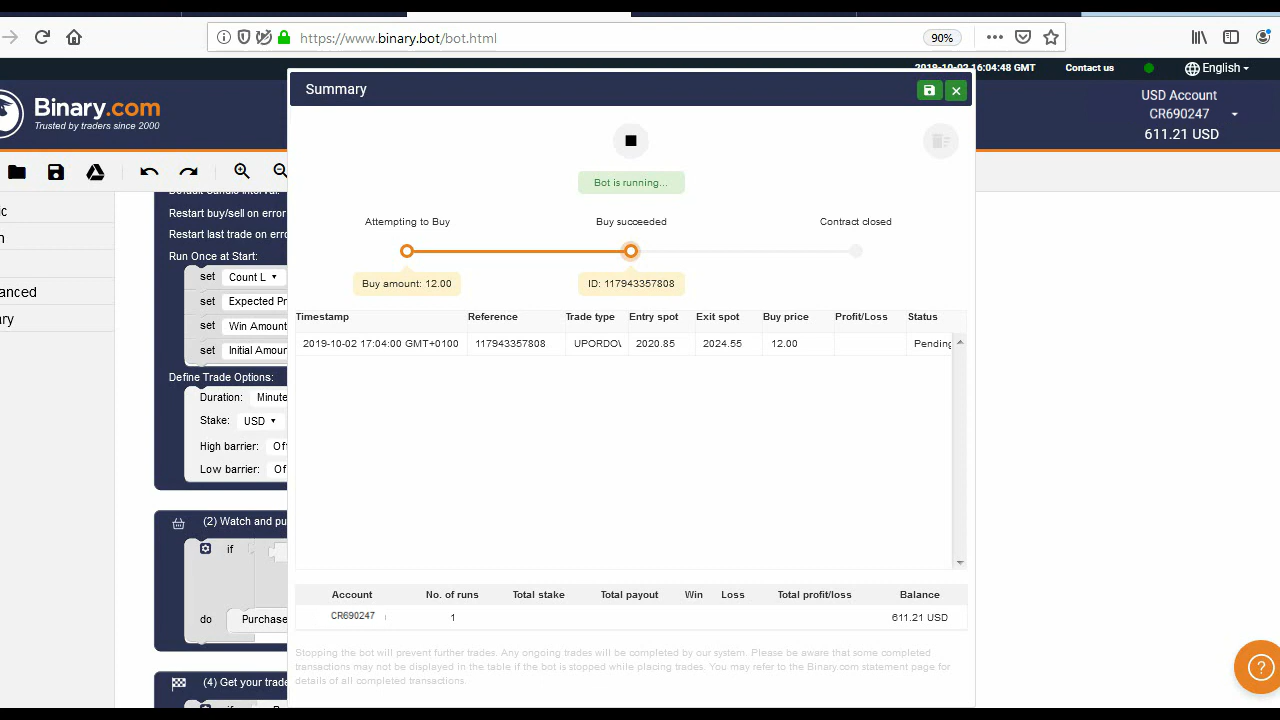 https://www.binary.bot/bot.html
90%
2019-10-02 16:04:48 GMT
Contact us
English
Binary.com
Trusted by traders since 2000
USD Account
CR690247
611.21 USD
Summary
Bot is running...
Attempting to Buy
Buy succeeded
Contract closed
Buy amount: 12.00
ID: 117943357808
Timestamp Reference Trade type Entry spot Exit spot Buy price Profit/Loss Status
2019-10-02 17:04:00 GMT+0100 117943357808 UPORDOW 2020.85 2024.55 12.00 Pending
Account No. of runs Total stake Total payout Win Loss Total profit/loss Balance
CR690247 1 611.21 USD
Stopping the bot will prevent further trades. Any ongoing trades will be completed by our system. Please be aware that some completed
transactions may not be displayed in the table if the bot is stopped while placing trades. You may refer to the Binary.com statement page for
details of all completed transactions.
Default Candle Interval:
Restart buy/sell on error
Restart last trade on erro
Run Once at Start:
set Count L
set Expected Pr
set Win Amount
set Initial Amoun
Define Trade Options:
Duration: Minute
Stake: USD
High barrier: Of
Low barrier: Of
(2) Watch and pu
if
do Purchase
(4) Get your trade
if
c
n
anced
ry
?